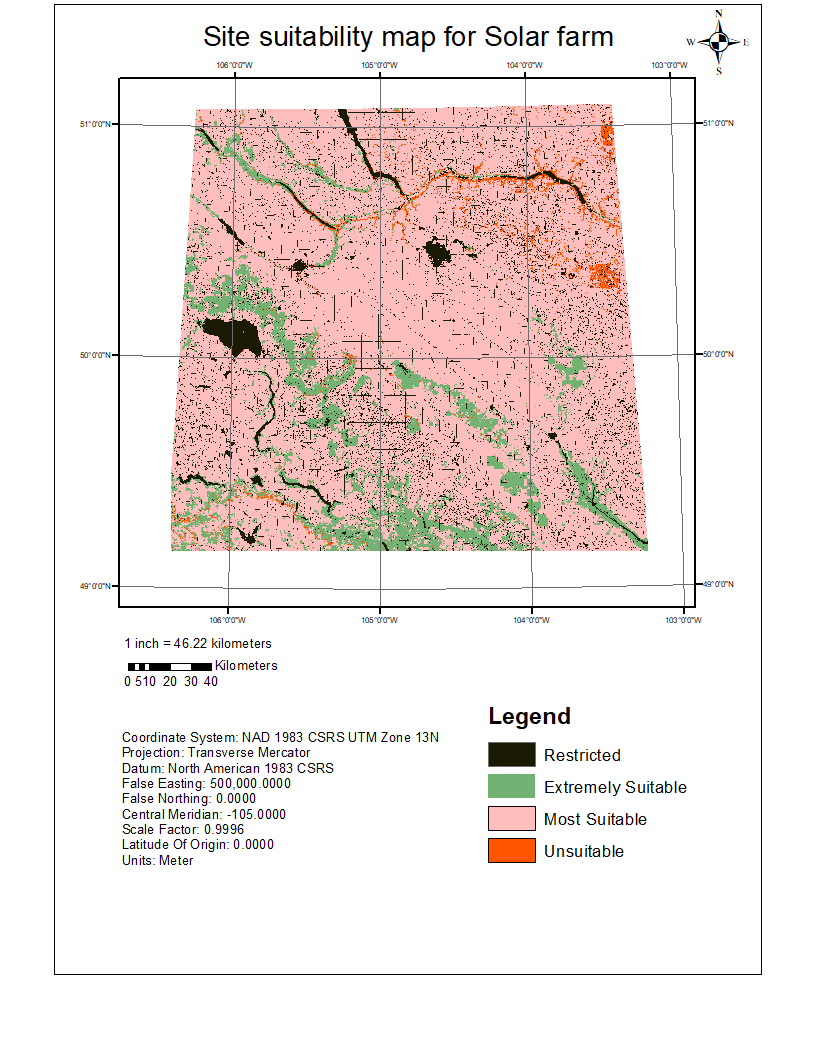 Site suitability map for Solar farm
N
W E
S
106°0'0"W 105°0'0"W 104°0'0"W 103°0'0"W
51°0'0"N 51°0'0"N
50°0'0"N 50°0'0"N
49°0'0"N 49°0'0"N
106°0'0"W 105°0'0"W 104°0'0"W 103°0'0"W
1 inch = 46.22 kilometers
Kilometers
0 510 20 30 40
Coordinate System: NAD 1983 CSRS UTM Zone 13N
Projection: Transverse Mercator
Datum: North American 1983 CSRS
False Easting: 500,000.0000
False Northing: 0.0000
Central Meridian: -105.0000
Scale Factor: 0.9996
Latitude Of Origin: 0.0000
Units: Meter
Legend
Restricted
Extremely Suitable
Most Suitable
Unsuitable